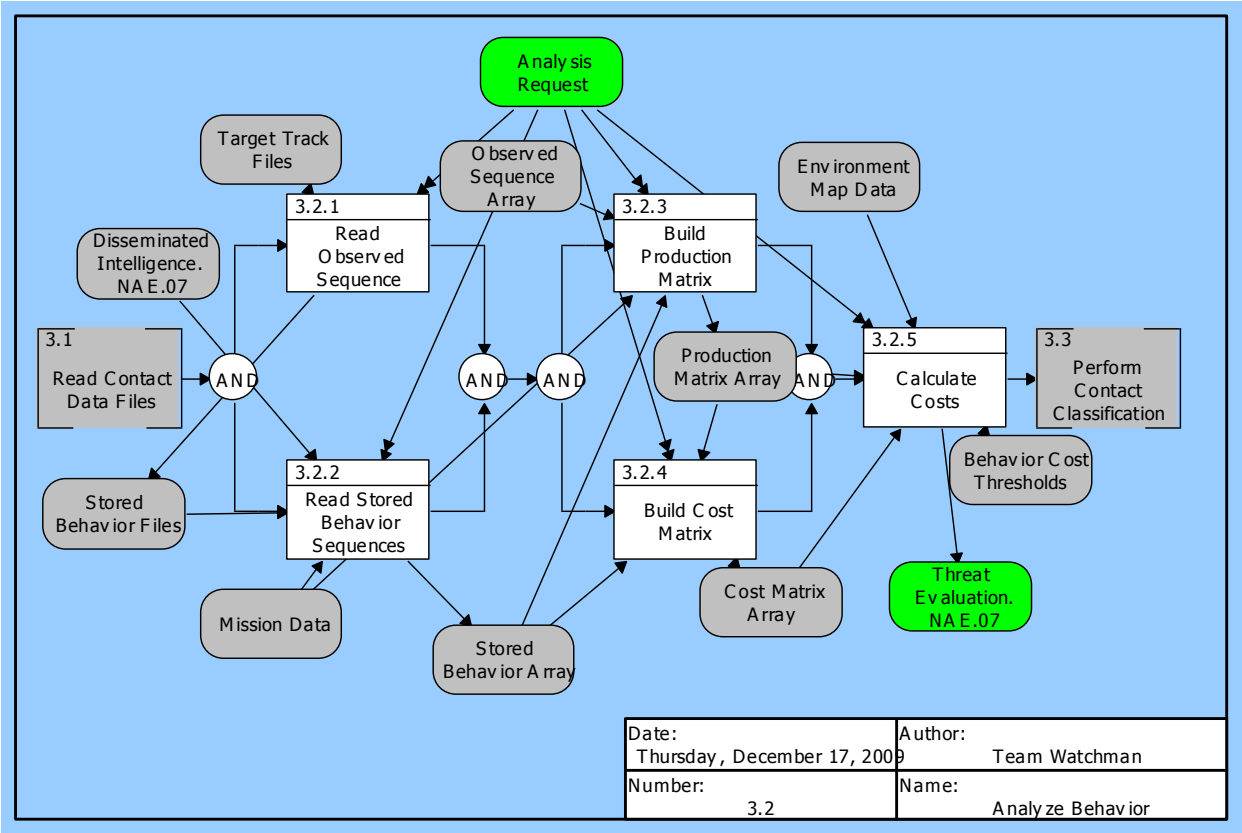 Analysis
Request
Target Track
Files
Observed
Sequence
Array
Environment
Map Data
3.2.1
Read
Observed
Sequence
3.2.3
Build
Production
Matrix
Disseminated
Intelligence.
NAE.07
3.1
Read Contact
Data Files
AND
AND
AND
Production
Matrix Array
AND
3.2.5
Calculate
Costs
3.3
Perform
Contact
Classification
3.2.2
Read Stored
Behavior
Sequences
3.2.4
Build Cost
Matrix
Behavior Cost
Thresholds
Stored
Behavior Files
Mission Data
Stored
Behavior Array
Cost Matrix
Array
Threat
Evaluation.
NAE.07
Date:
Thursday, December 17, 2009
Author:
Team Watchman
Number:
3.2
Name:
Analyze Behavior